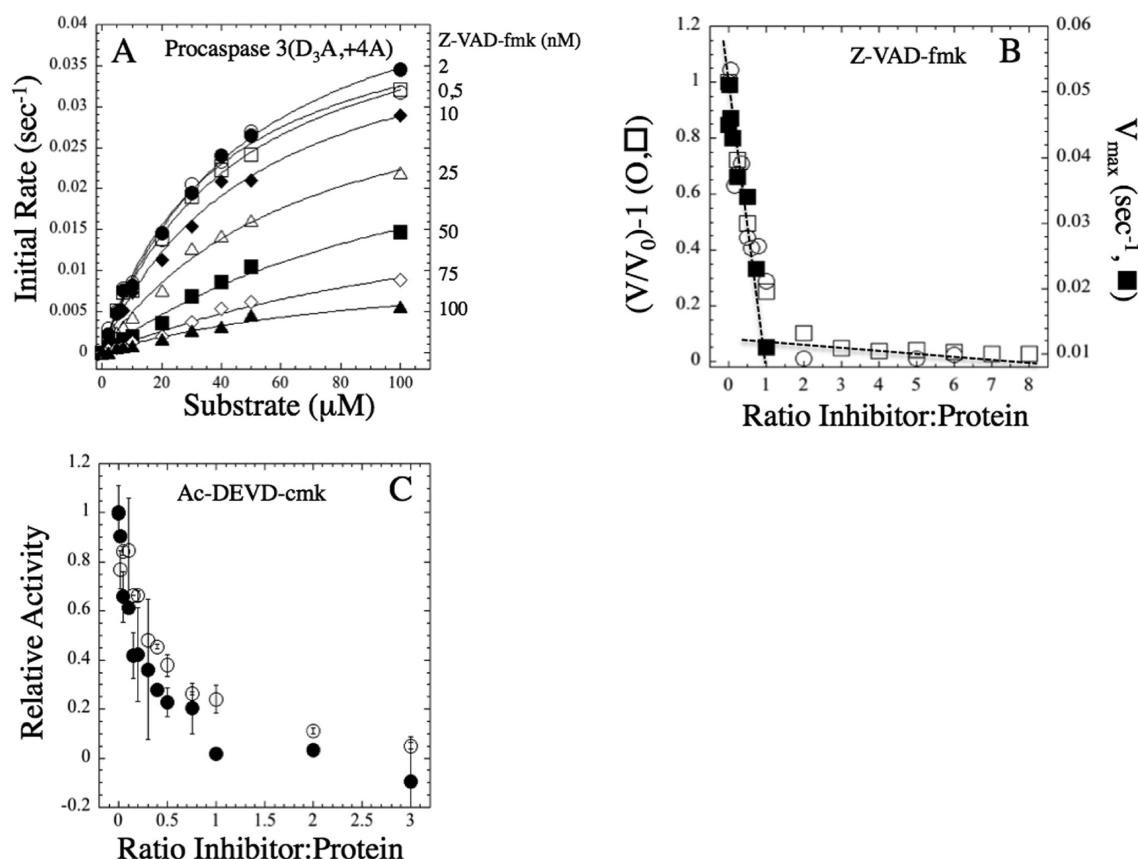 A
Procaspase 3(D3A,+4A)
Z-VAD-fmk (nM)
2
0,5
10
25
50
75
100
0.04
0.035
0.03
0.025
0.02
0.015
0.01
0.005
0
Initial Rate (sec-1)
0 20 40 60 80 100
Substrate (μM)
B
Z-VAD-fmk
1.2
1
0.8
0.6
0.4
0.2
0
(V/V0)-1 (O,□)
0.06
0.05
0.04
0.03
0.02
0.01
Vmax (sec-1, ■)
0 1 2 3 4 5 6 7 8
Ratio Inhibitor:Protein
C
Ac-DEVD-cmk
1.2
1
0.8
0.6
0.4
0.2
0
-0.2
Relative Activity
0 0.5 1 1.5 2 2.5 3
Ratio Inhibitor:Protein